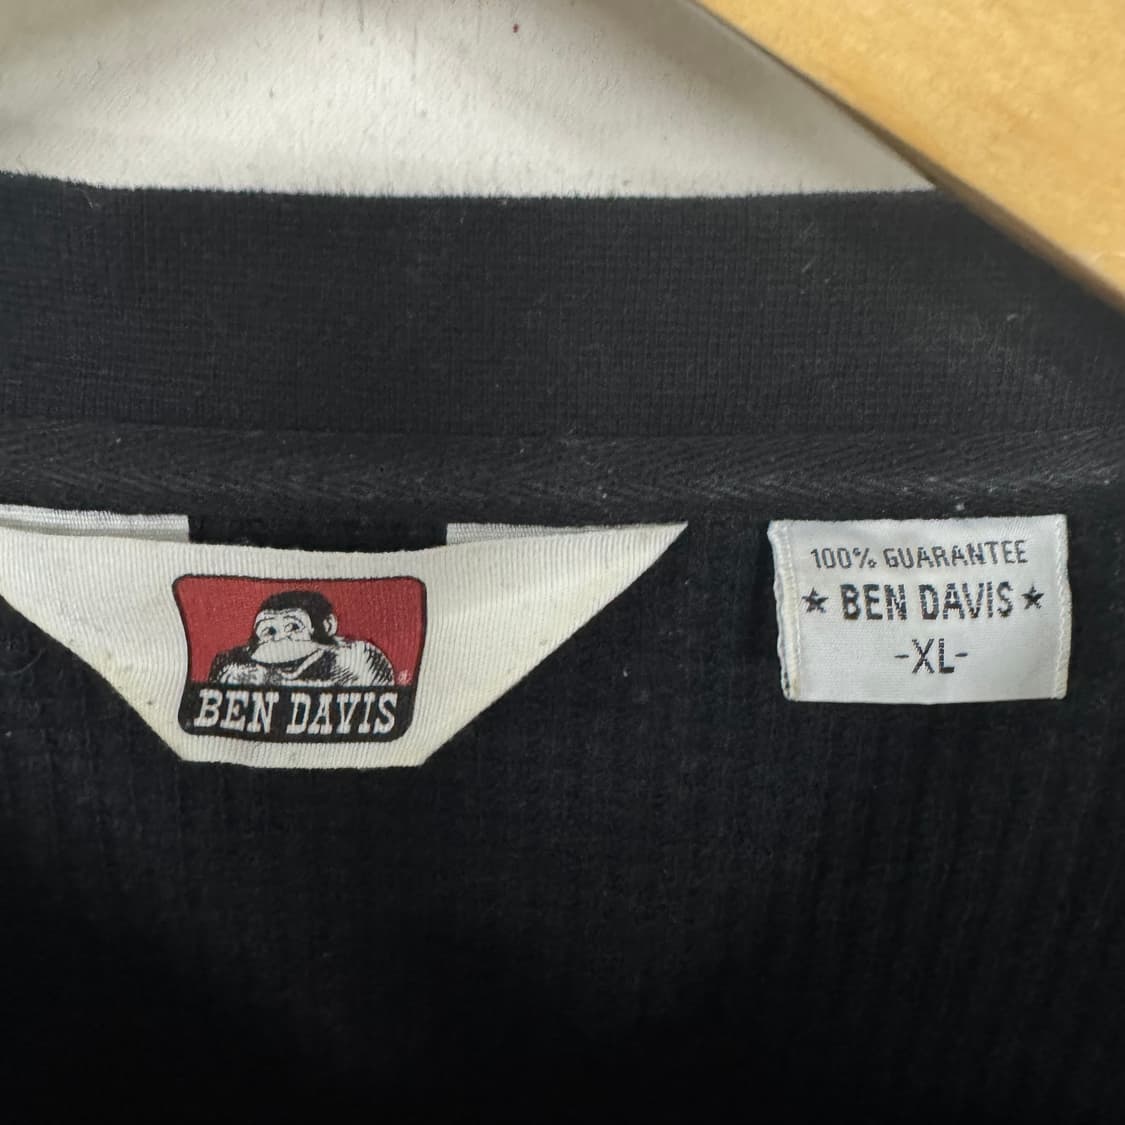 BEN DAVIS
100% GUARANTEE
★ BEN DAVIS ★
-XL-